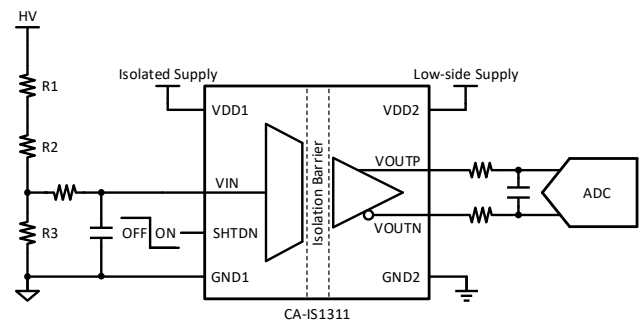 HV
R1
Isolated Supply
Low-side Supply
VDD1
VDD2
R2
Isolation Barrier
VOUTP
VIN
ADC
R3
OFF ON
SHTDN
VOUTN
GND1
GND2
CA-IS1311